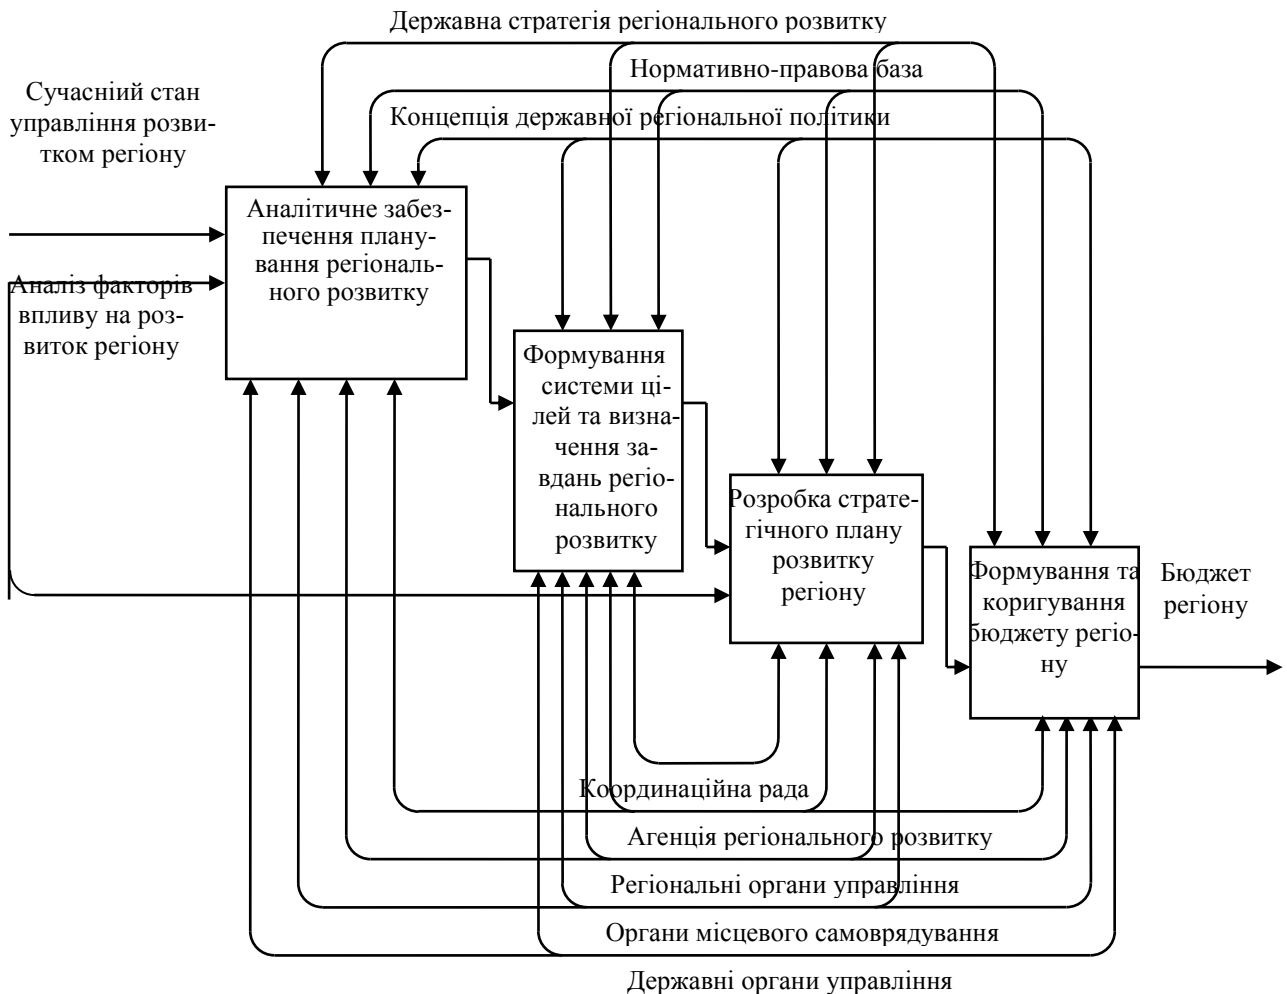 Державна стратегія регіонального розвитку
Нормативно-правова база
Концепція державної регіональної політики
Сучасніий стан
управління розви-
тком регіону
Аналіз факторів
впливу на роз-
виток регіону
Аналітичне забез-
печення плану-
вання регіональ-
ного розвитку
Формування
системи ці-
лей та визна-
чення за-
вдань регіо-
нального
розвитку
Розробка страте-
гічного плану
розвитку
регіону
Формування та
коригування
бюджету регіо-
ну
Бюджет
регіону
Координаційна рада
Агенція регіонального розвитку
Регіональні органи управління
Органи місцевого самоврядування
Державні органи управління